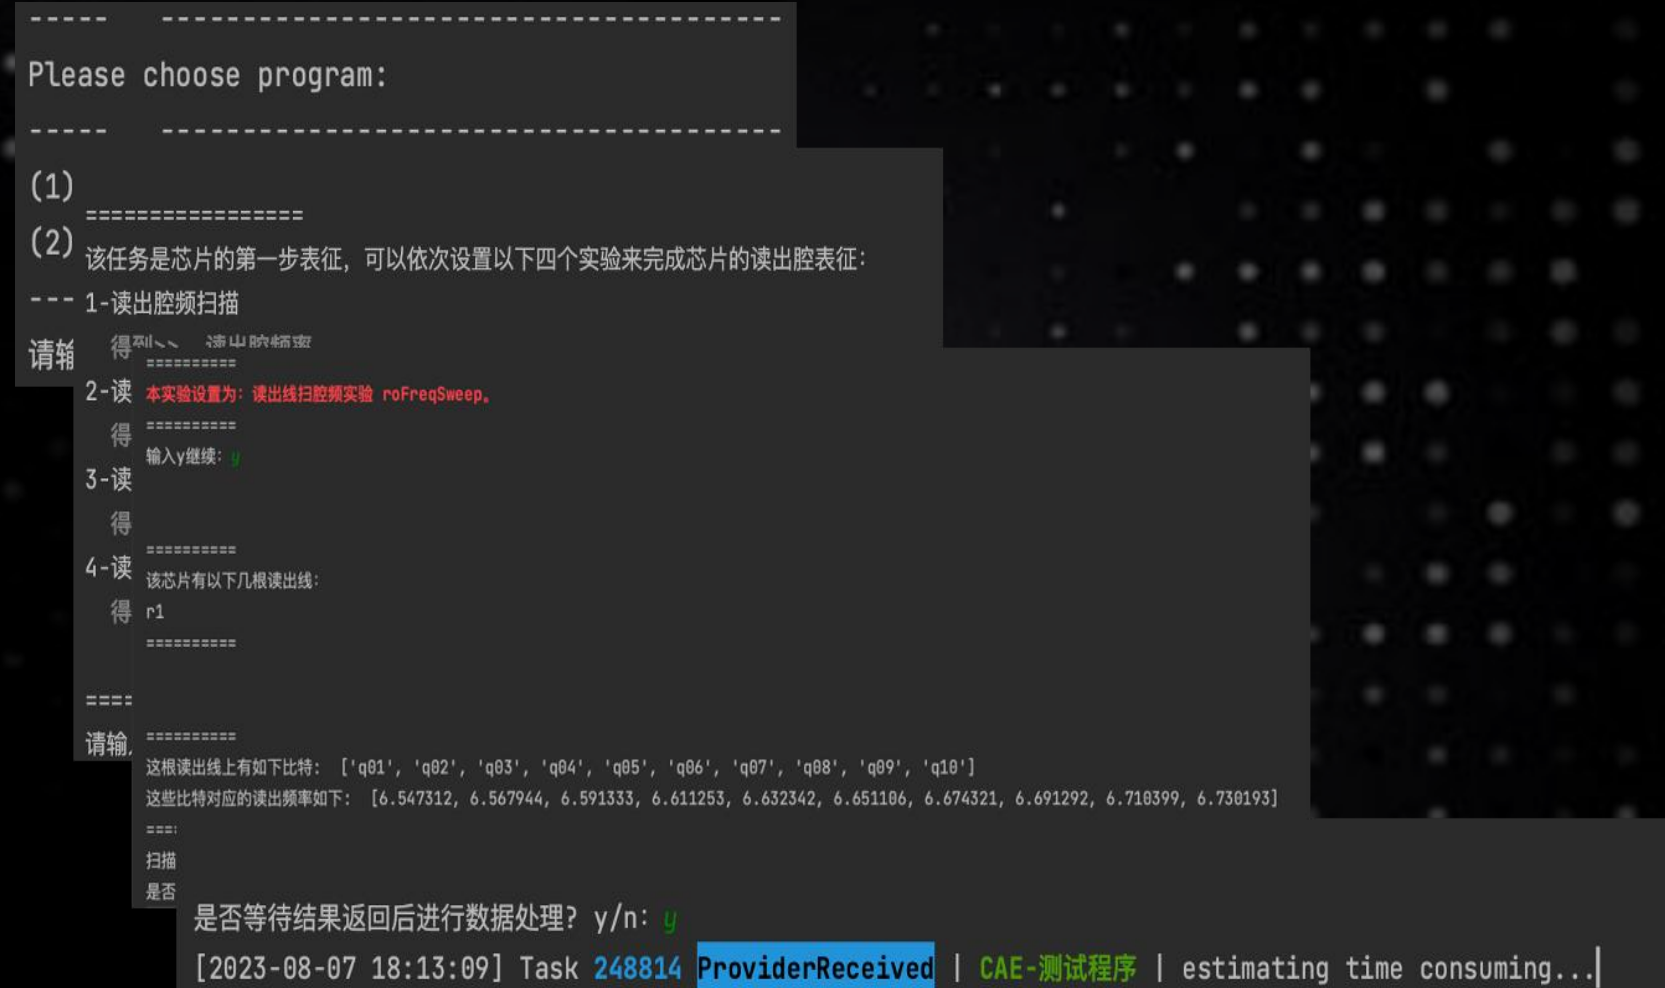 -----   ---------------------------------------
Please choose program:
-----   ---------------------------------------
(1)
(2)
---
请输
=================
该任务是芯片的第一步表征，可以依次设置以下四个实验来完成芯片的读出腔表征：
1-读出腔频扫描
得到>> 读出腔频率
2-读
得
3-读
得
4-读
得
====
请输
==========
本实验设置为：读出线扫腔频实验 roFreqSweep。
==========
输入y继续：y
==========
该芯片有以下几根读出线：
r1
==========
==========
这根读出线上有如下比特： ['q01', 'q02', 'q03', 'q04', 'q05', 'q06', 'q07', 'q08', 'q09', 'q10']
这些比特对应的读出频率如下： [6.547312, 6.567944, 6.591333, 6.611253, 6.632342, 6.651106, 6.674321, 6.691292, 6.710399, 6.730193]
===
扫描
是否
是否等待结果返回后进行数据处理? y/n: y
[2023-08-07 18:13:09] Task 248814 ProviderReceived | CAE-测试程序 | estimating time consuming...